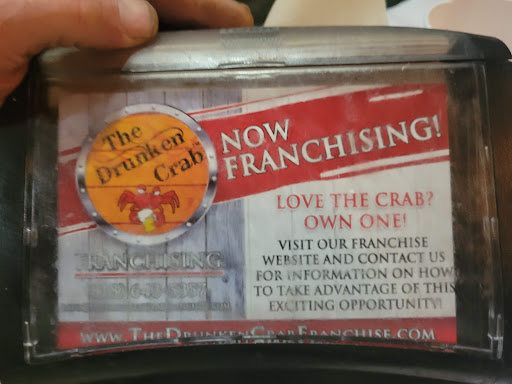 The
Drunken
Crab
NOW
FRANCHISING!
LOVE THE CRAB?
OWN ONE!
VISIT OUR FRANCHISE
WEBSITE AND CONTACT US
FOR INFORMATION ON HOW
TO TAKE ADVANTAGE OF THIS
EXCITING OPPORTUNITY!
FRANCHISING
WWW.THEDRUNKENCRABFRANCHISE.COM